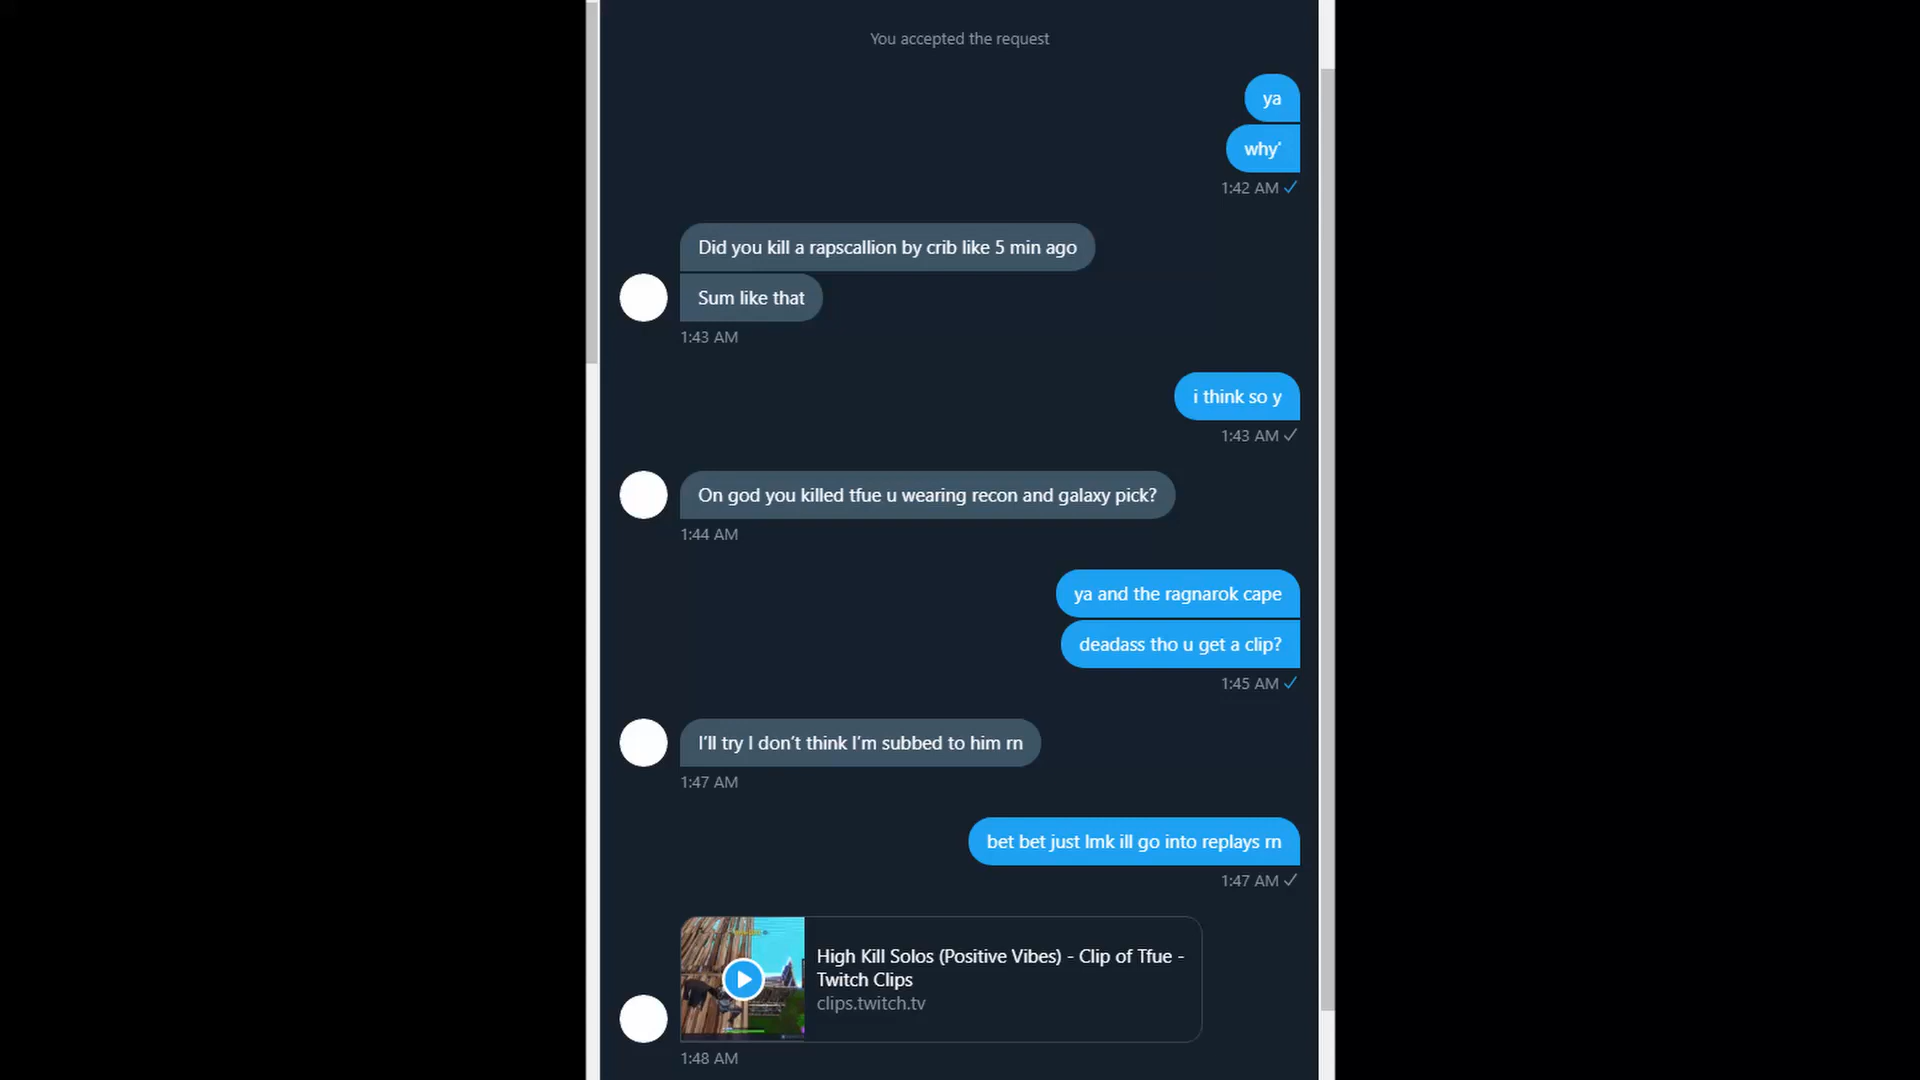 You accepted the request
ya
why'
1:42 AM ✓
Did you kill a rapscallion by crib like 5 min ago
Sum like that
1:43 AM
i think so y
1:43 AM ✓
On god you killed tfue u wearing recon and galaxy pick?
1:44 AM
ya and the ragnarok cape
deadass tho u get a clip?
1:45 AM ✓
I'll try I don't think I'm subbed to him rn
1:47 AM
bet bet just lmk ill go into replays rn
1:47 AM ✓
High Kill Solos (Positive Vibes) - Clip of Tfue -
Twitch Clips
clips.twitch.tv
1:48 AM